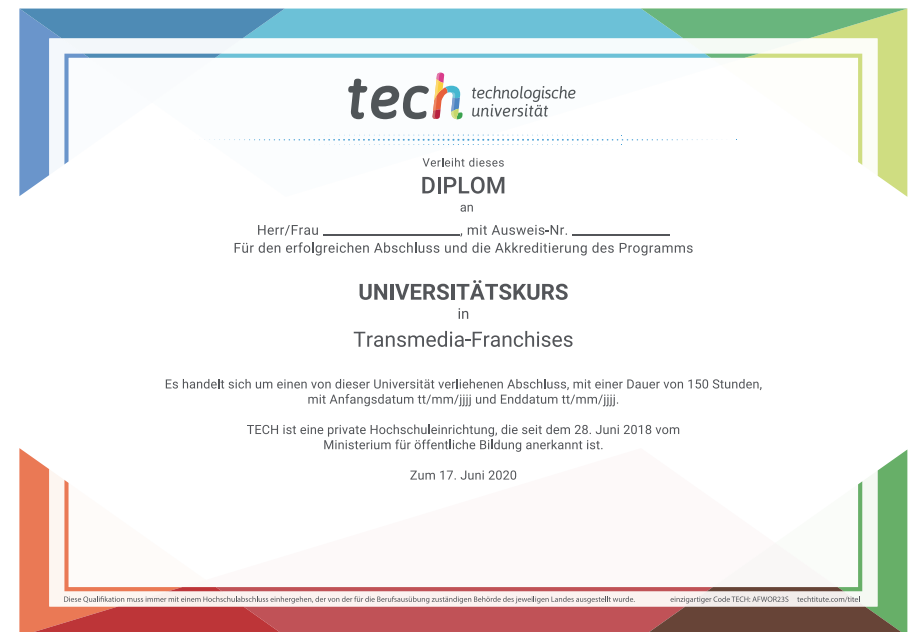 tech technologische
universität
Verleiht dieses
DIPLOM
an
Herr/Frau ____________________, mit Ausweis-Nr. ______________
Für den erfolgreichen Abschluss und die Akkreditierung des Programms
UNIVERSITÄTSKURS
in
Transmedia-Franchises
Es handelt sich um einen von dieser Universität verliehenen Abschluss, mit einer Dauer von 150 Stunden,
mit Anfangsdatum tt/mm/jjjj und Enddatum tt/mm/jjjj.
TECH ist eine private Hochschuleinrichtung, die seit dem 28. Juni 2018 vom
Ministerium für öffentliche Bildung anerkannt ist.
Zum 17. Juni 2020
Diese Qualifikation muss immer mit einem Hochschulabschluss einhergehen, der von der für die Berufsausübung zuständigen Behörde des jeweiligen Landes ausgestellt wurde. einzigartiger Code TECH: AFWOR23S techtitute.com/titel